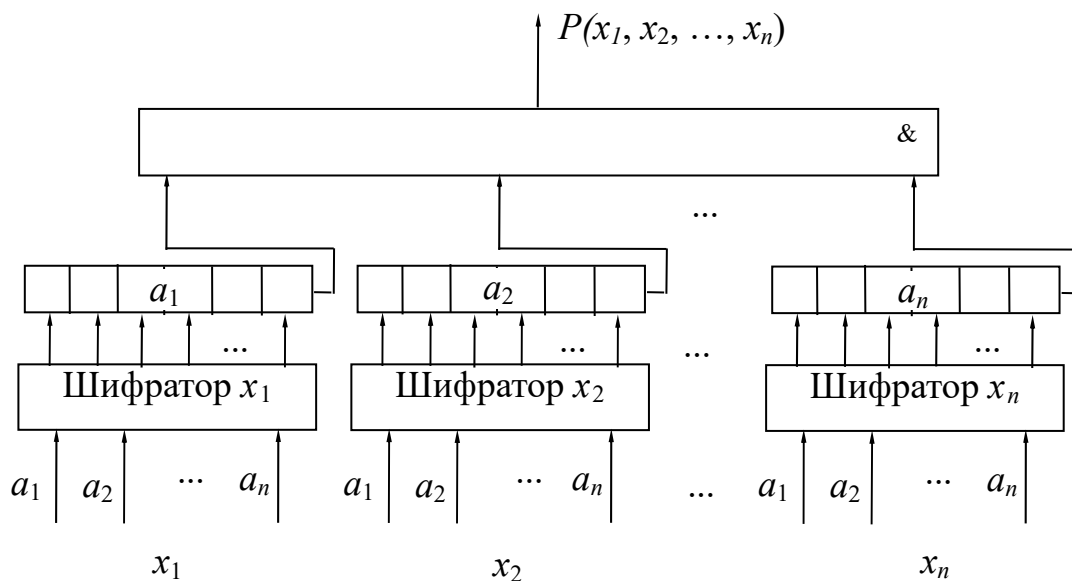 P(x₁, x₂, …, xₙ)
&
...
a₁ a₂ aₙ
... ... ... ...
Шифратор x₁ Шифратор x₂ Шифратор xₙ
a₁ a₂ ... aₙ a₁ a₂ ... aₙ ... a₁ a₂ ... aₙ
x₁ x₂ xₙ